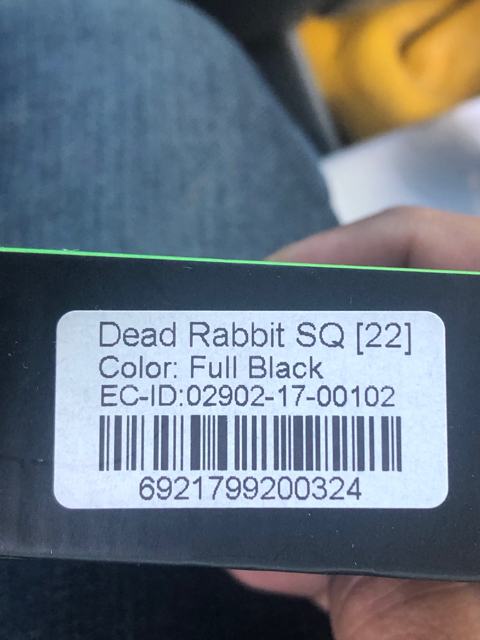 Dead Rabbit SQ [22]
Color: Full Black
EC-ID:02902-17-00102
6921799200324